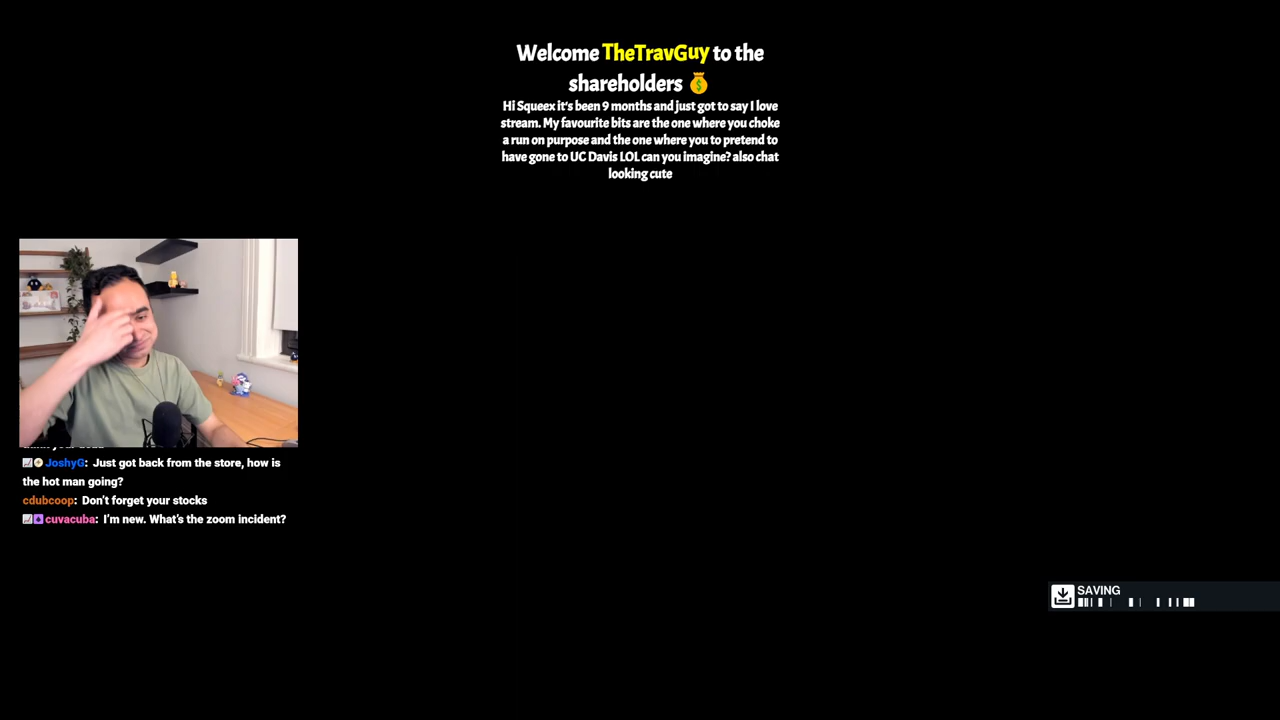 Welcome TheTravGuy to the
shareholders
Hi Squeex it's been 9 months and just got to say I love
stream. My favourite bits are the one where you choke
a run on purpose and the one where you to pretend to
have gone to UC Davis LOL can you imagine? also chat
looking cute
JoshyG: Just got back from the store, how is
the hot man going?
cdubcoop: Don't forget your stocks
cuvacuba: I'm new. What's the zoom incident?
SAVING